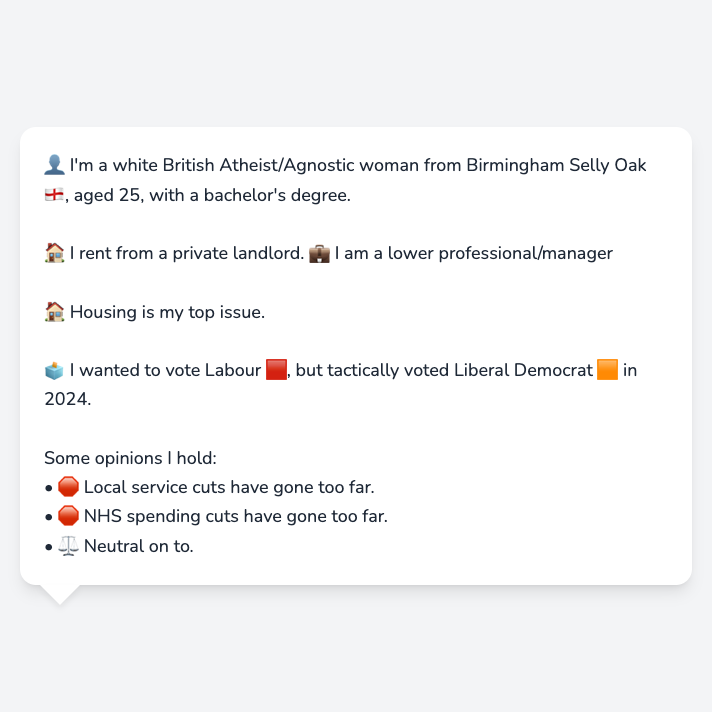 👤 I'm a white British Atheist/Agnostic woman from Birmingham Selly Oak
🏴󠁧󠁢󠁥󠁮󠁧󠁿, aged 25, with a bachelor's degree.
🏠 I rent from a private landlord. 💼 I am a lower professional/manager
🏠 Housing is my top issue.
🗳️ I wanted to vote Labour 🟥, but tactically voted Liberal Democrat 🟧 in
2024.
Some opinions I hold:
• 🛑 Local service cuts have gone too far.
• 🛑 NHS spending cuts have gone too far.
• ⚖️ Neutral on to.